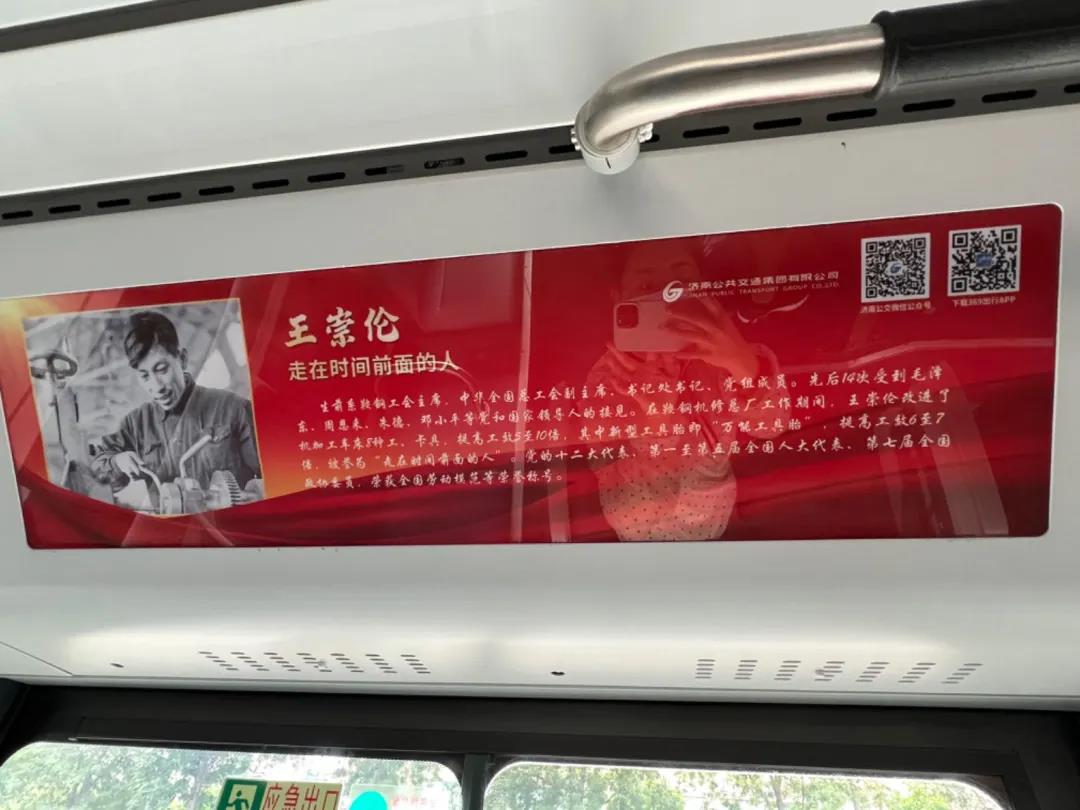 王崇伦
走在时间前面的人
济南公共交通集团有限公司
JINAN PUBLIC TRANSPORT GROUP CO.,LTD.
济南公交微信公众号
下载369出行APP
生前系鞍钢工会主席，中华全国总工会副主席、书记处书记、党组成员。先后14次受到毛泽
东、周恩来、朱德、邓小平等党和国家领导人的接见。在鞍钢机修总厂工作期间，王崇伦改进了
机加工车床8种工、卡具，提高工效5至10倍，其中新型工具胎即“万能工具胎”，提高工效6至7
倍，被誉为“走在时间前面的人”。党的十二大代表、第一至第五届全国人大代表、第七届全国
政协委员，荣获全国劳动模范等荣誉称号。
应急出口